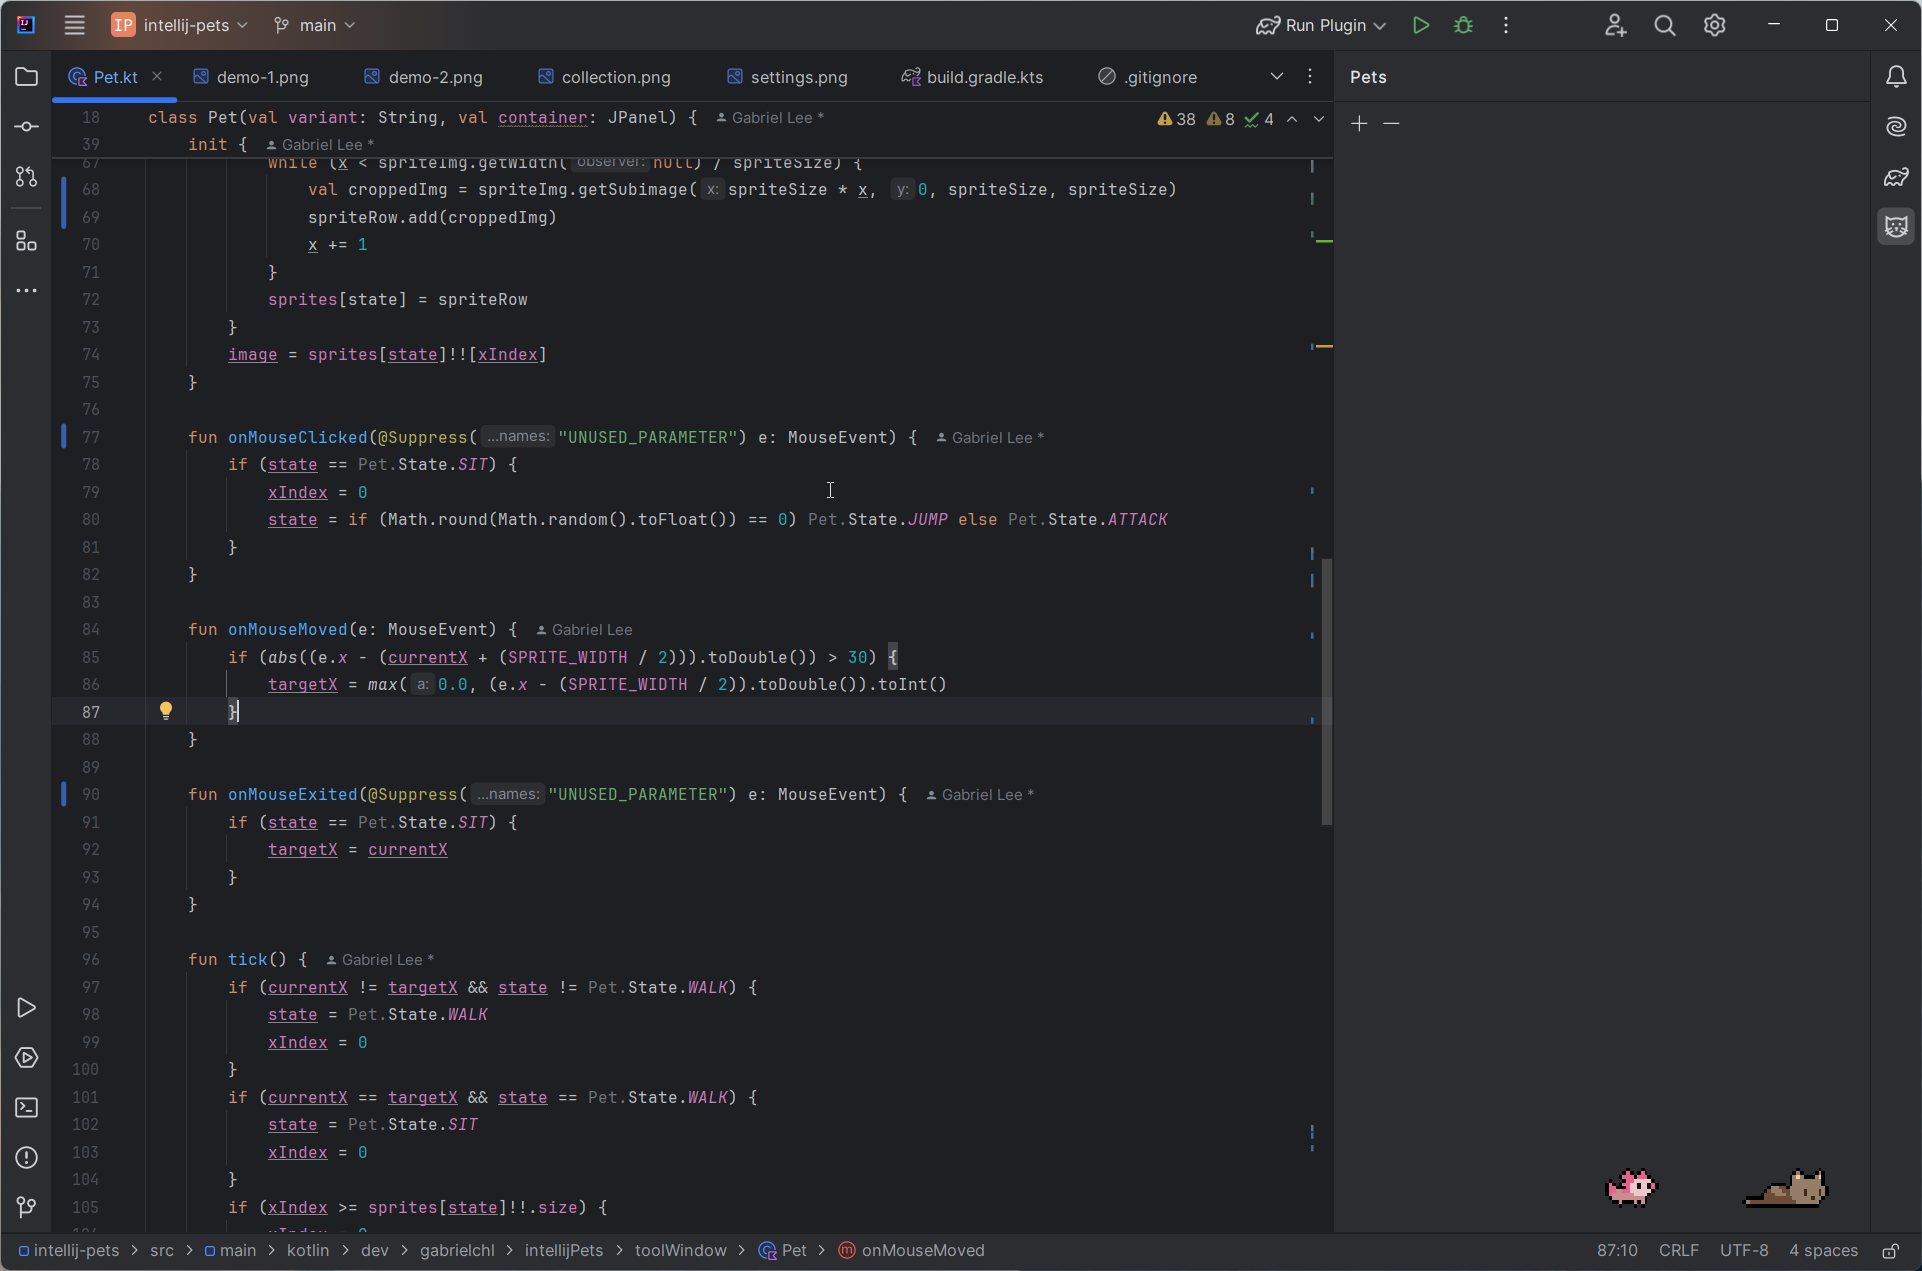 IP intellij-pets main Run Plugin
Pet.kt demo-1.png demo-2.png collection.png settings.png build.gradle.kts .gitignore Pets
18 class Pet(val variant: String, val container: JPanel) { Gabriel Lee * 38 8 4
39 init { Gabriel Lee *
67 while (x < spriteImg.getWidth( observer: null) / spriteSize) {
68 val croppedImg = spriteImg.getSubimage( x: spriteSize * x, y: 0, spriteSize, spriteSize)
69 spriteRow.add(croppedImg)
70 x += 1
71 }
72 sprites[state] = spriteRow
73 }
74 image = sprites[state]!![xIndex]
75 }
76
77 fun onMouseClicked(@Suppress( ...names: "UNUSED_PARAMETER") e: MouseEvent) { Gabriel Lee *
78 if (state == Pet.State.SIT) {
79 xIndex = 0
80 state = if (Math.round(Math.random().toFloat()) == 0) Pet.State.JUMP else Pet.State.ATTACK
81 }
82 }
83
84 fun onMouseMoved(e: MouseEvent) { Gabriel Lee
85 if (abs((e.x - (currentX + (SPRITE_WIDTH / 2))).toDouble()) > 30) {
86 targetX = max( a: 0.0, (e.x - (SPRITE_WIDTH / 2)).toDouble()).toInt()
87 }
88 }
89
90 fun onMouseExited(@Suppress( ...names: "UNUSED_PARAMETER") e: MouseEvent) { Gabriel Lee *
91 if (state == Pet.State.SIT) {
92 targetX = currentX
93 }
94 }
95
96 fun tick() { Gabriel Lee *
97 if (currentX != targetX && state != Pet.State.WALK) {
98 state = Pet.State.WALK
99 xIndex = 0
100 }
101 if (currentX == targetX && state == Pet.State.WALK) {
102 state = Pet.State.SIT
103 xIndex = 0
104 }
105 if (xIndex >= sprites[state]!!.size) {
intellij-pets > src > main > kotlin > dev > gabrielchl > intellijPets > toolWindow > Pet > onMouseMoved 87:10 CRLF UTF-8 4 spaces